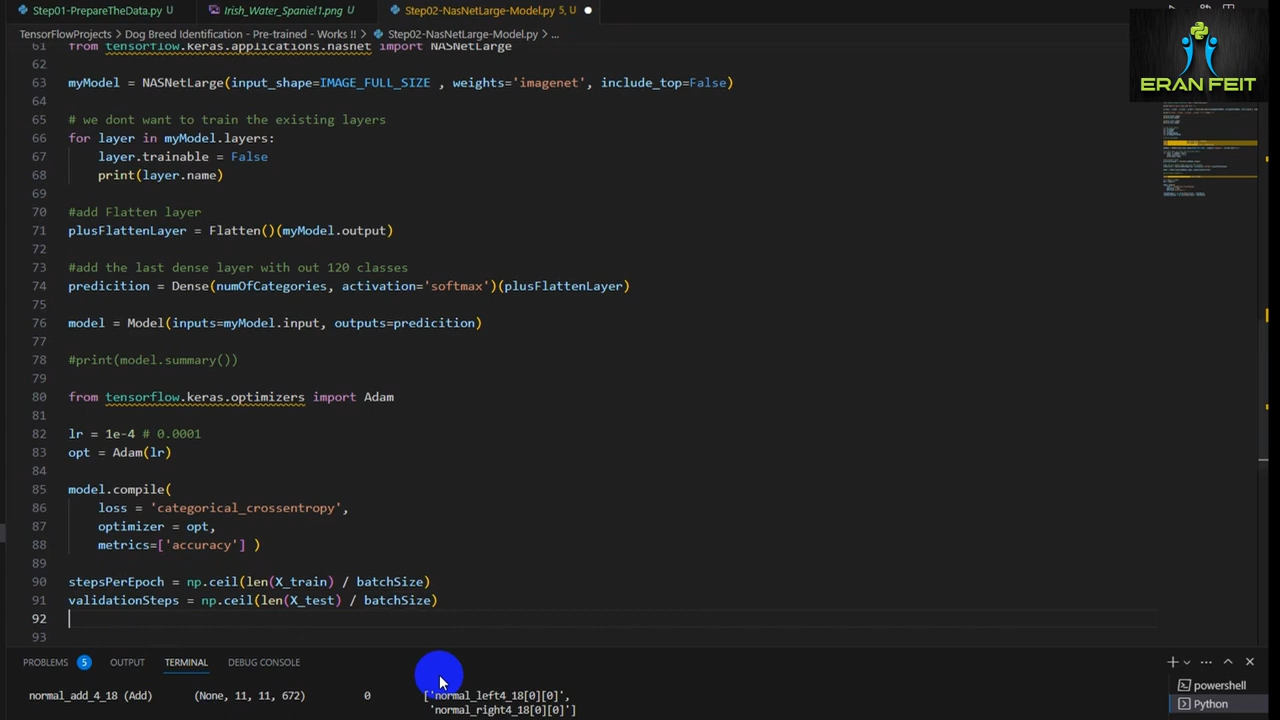 Step01-PrepareTheData.py U
Irish_Water_Spaniel1.png U
Step02-NasNetLarge-Model.py 5, U
TensorFlowProjects > Dog Breed Identification - Pre-trained - Works !! > Step02-NasNetLarge-Model.py > ...
ERAN FEIT
61 from tensorflow.keras.applications.nasnet import NASNetLarge
62
63 myModel = NASNetLarge(input_shape=IMAGE_FULL_SIZE , weights='imagenet', include_top=False)
64
65 # we dont want to train the existing layers
66 for layer in myModel.layers:
67 layer.trainable = False
68 print(layer.name)
69
70 #add Flatten layer
71 plusFlattenLayer = Flatten()(myModel.output)
72
73 #add the last dense layer with out 120 classes
74 predicition = Dense(numOfCategories, activation='softmax')(plusFlattenLayer)
75
76 model = Model(inputs=myModel.input, outputs=predicition)
77
78 #print(model.summary())
79
80 from tensorflow.keras.optimizers import Adam
81
82 lr = 1e-4 # 0.0001
83 opt = Adam(lr)
84
85 model.compile(
86 loss = 'categorical_crossentropy',
87 optimizer = opt,
88 metrics=['accuracy'] )
89
90 stepsPerEpoch = np.ceil(len(X_train) / batchSize)
91 validationSteps = np.ceil(len(X_test) / batchSize)
92
93
PROBLEMS 5 OUTPUT TERMINAL DEBUG CONSOLE
normal_add_4_18 (Add) (None, 11, 11, 672) 0 ['normal_left4_18[0][0]',
'normal_right4_18[0][0]']
powershell
Python